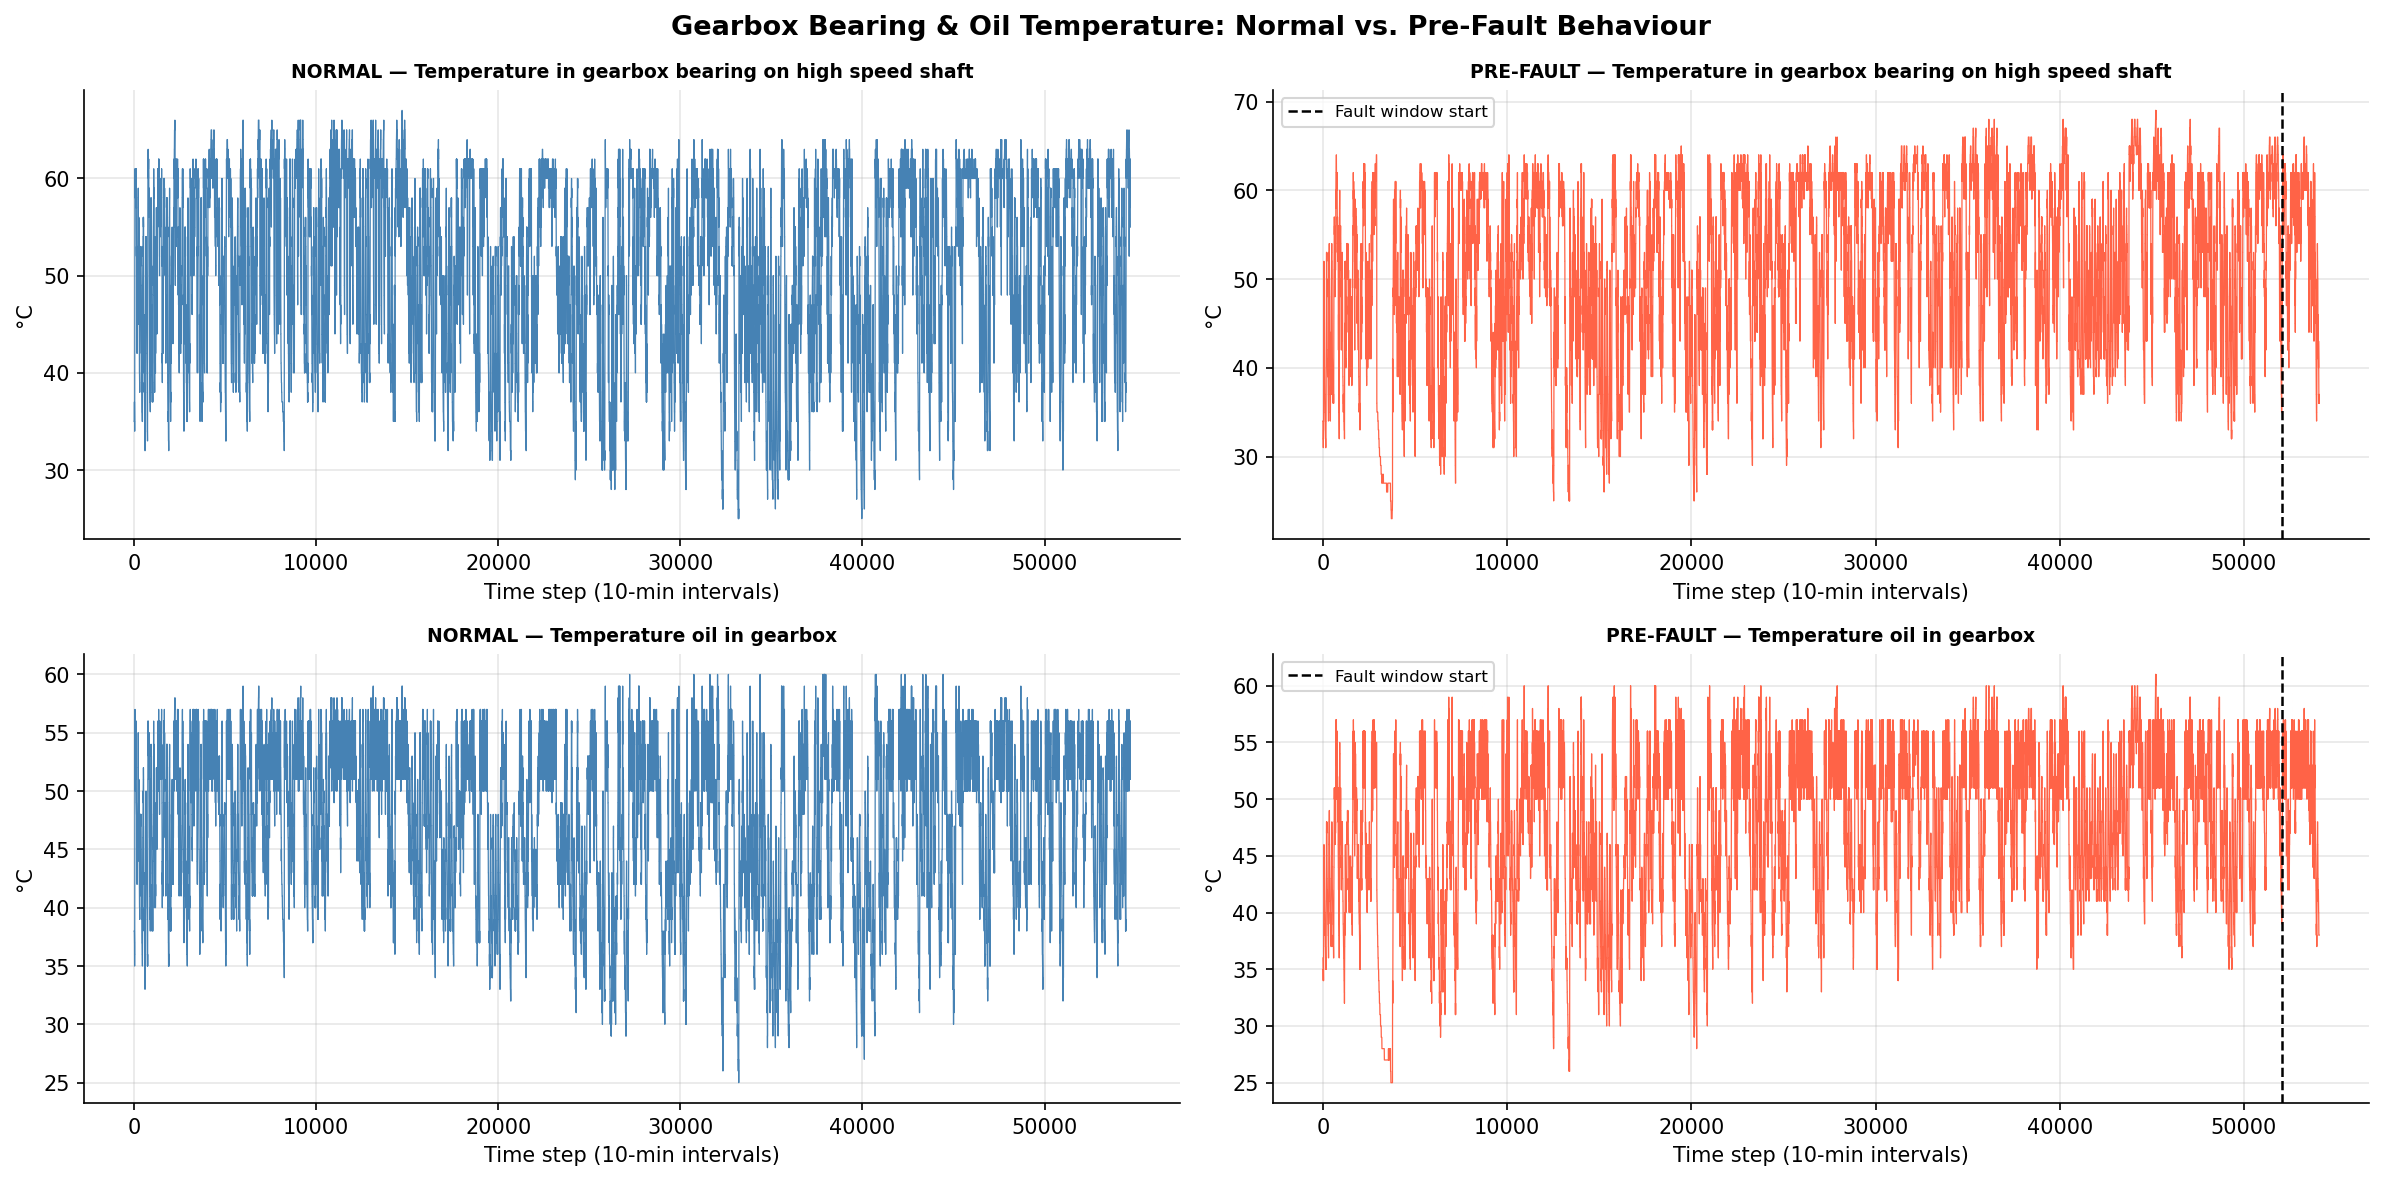 Gearbox Bearing & Oil Temperature: Normal vs. Pre-Fault Behaviour
NORMAL — Temperature in gearbox bearing on high speed shaft
60
50
40
30
°C
0 10000 20000 30000 40000 50000
Time step (10-min intervals)
PRE-FAULT — Temperature in gearbox bearing on high speed shaft
Fault window start
70
60
50
40
30
°C
0 10000 20000 30000 40000 50000
Time step (10-min intervals)
NORMAL — Temperature oil in gearbox
60
55
50
45
40
35
30
25
°C
0 10000 20000 30000 40000 50000
Time step (10-min intervals)
PRE-FAULT — Temperature oil in gearbox
Fault window start
60
55
50
45
40
35
30
25
°C
0 10000 20000 30000 40000 50000
Time step (10-min intervals)